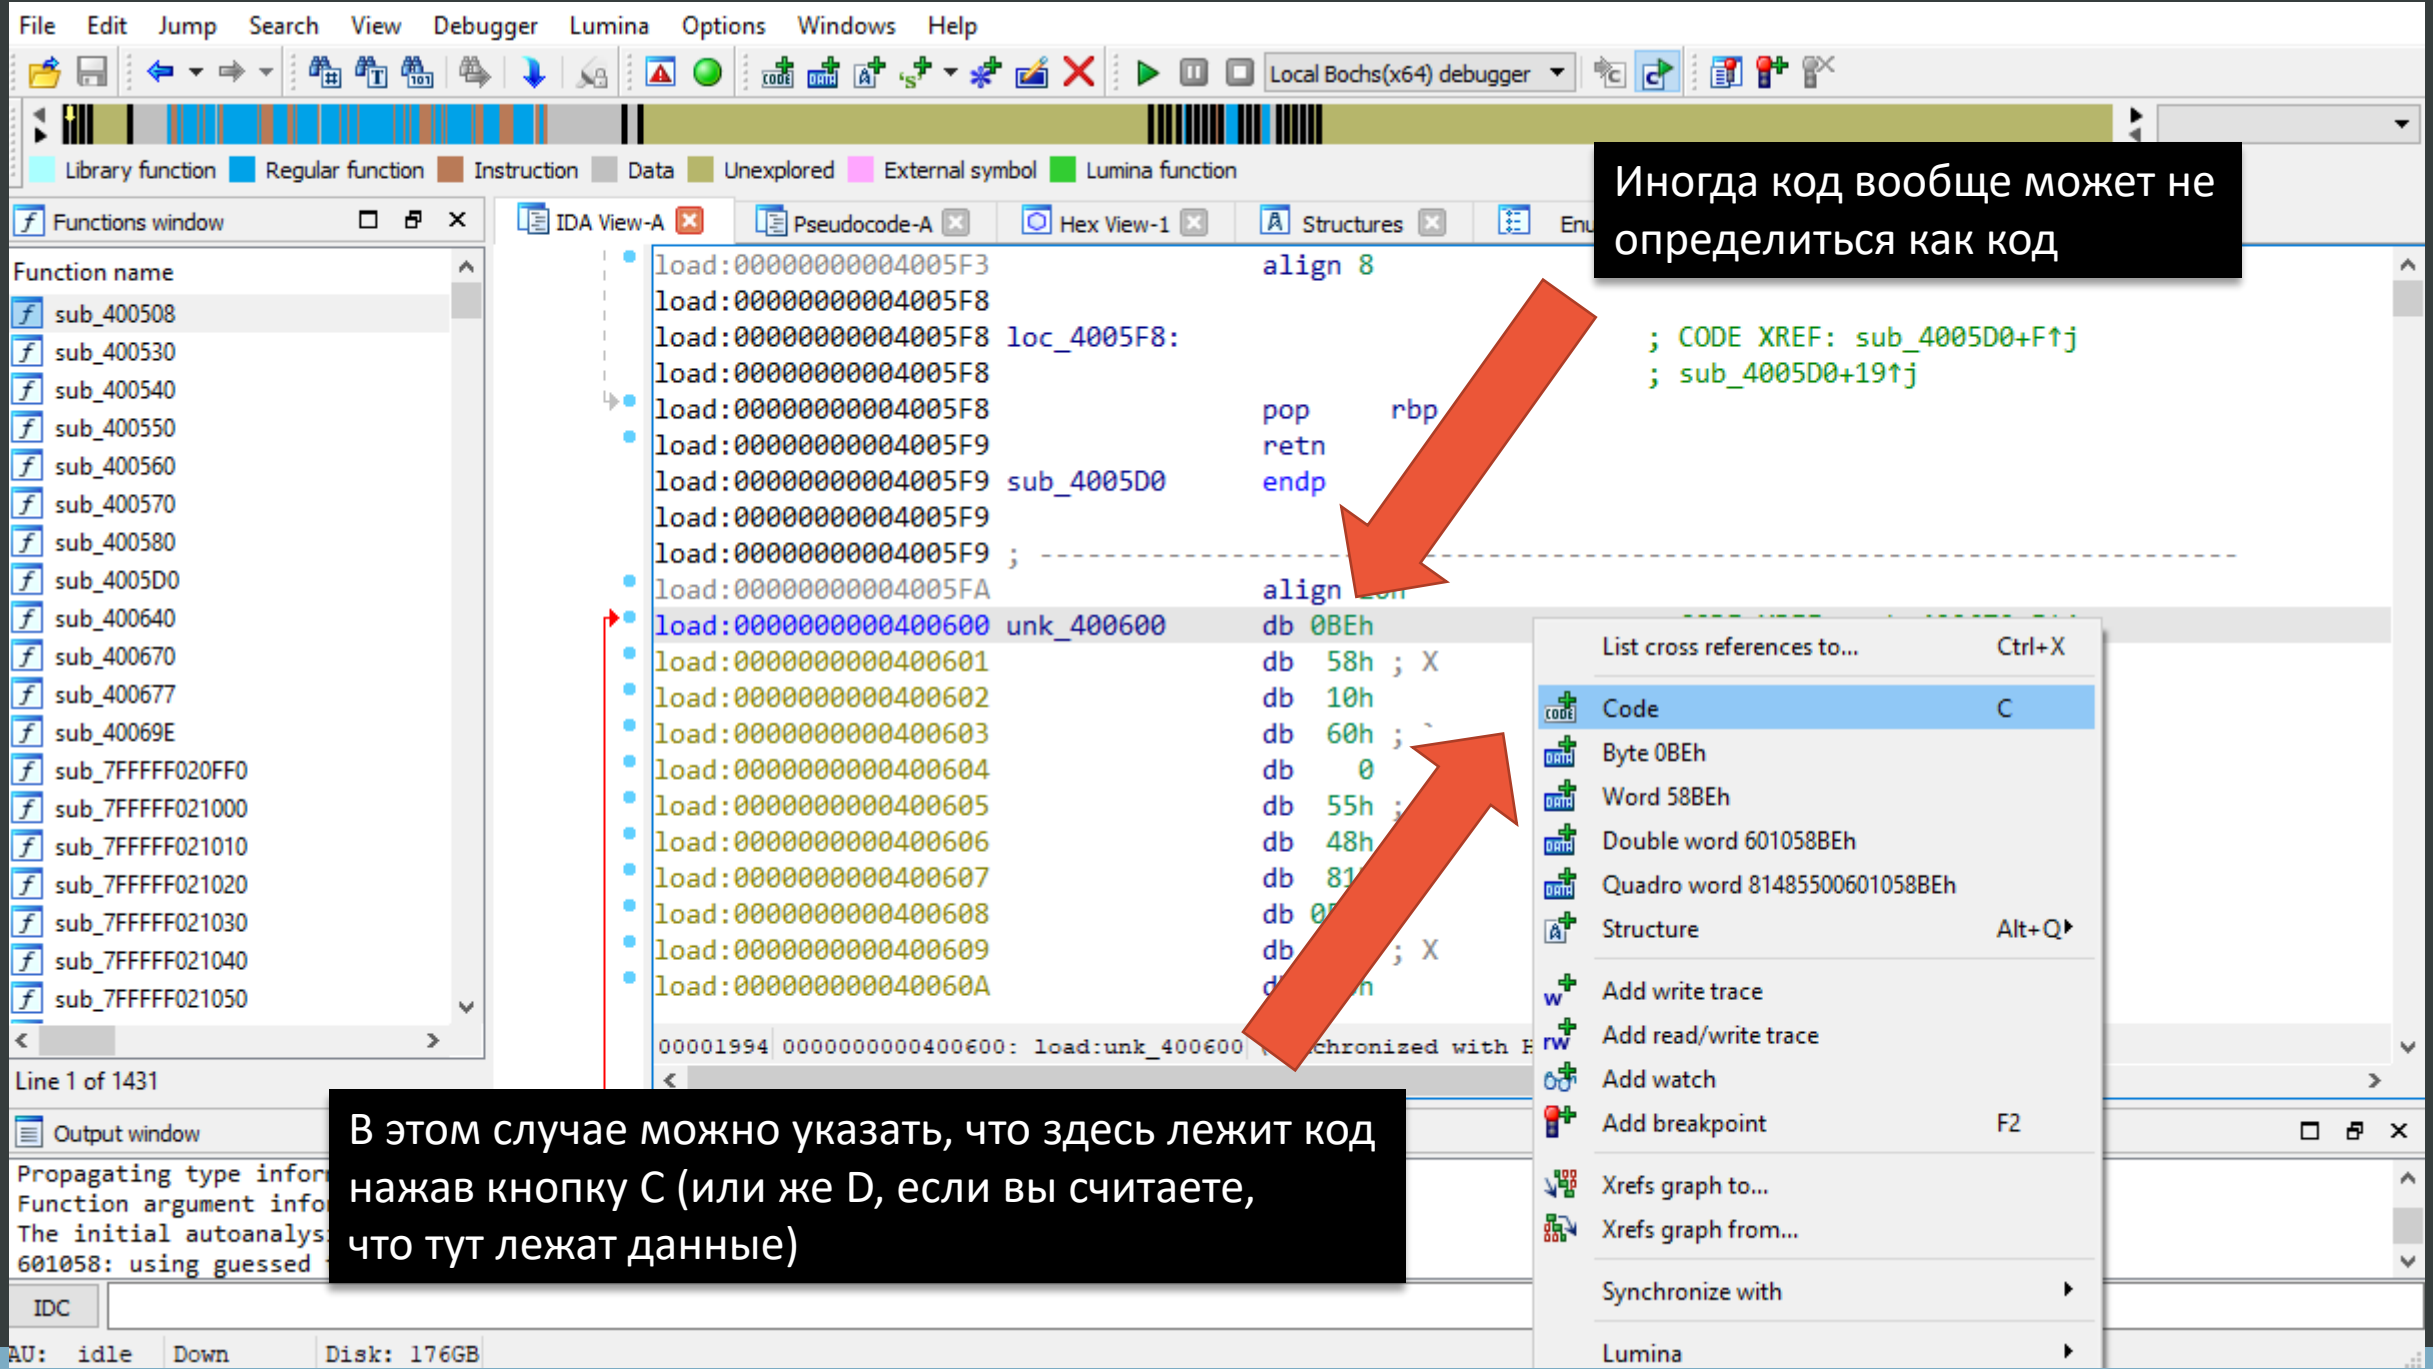 File Edit Jump Search View Debugger Lumina Options Windows Help
Local Bochs(x64) debugger
Library function Regular function Instruction Data Unexplored External symbol Lumina function
Иногда код вообще может не
определиться как код
Functions window
IDA View-A Pseudocode-A Hex View-1 Structures
Function name
sub_400508
sub_400530
sub_400540
sub_400550
sub_400560
sub_400570
sub_400580
sub_4005D0
sub_400640
sub_400670
sub_400677
sub_40069E
sub_7FFFFF020FF0
sub_7FFFFF021000
sub_7FFFFF021010
sub_7FFFFF021020
sub_7FFFFF021030
sub_7FFFFF021040
sub_7FFFFF021050
Line 1 of 1431
load:00000000004005F3 align 8
load:00000000004005F8
load:00000000004005F8 loc_4005F8: ; CODE XREF: sub_4005D0+F↑j
load:00000000004005F8 ; sub_4005D0+19↑j
load:00000000004005F8 pop rbp
load:00000000004005F9 retn
load:00000000004005F9 sub_4005D0 endp
load:00000000004005F9
load:00000000004005F9 ; ---------------------------------------------------------------------------
load:00000000004005FA align
load:0000000000400600 unk_400600 db 0BEh
load:0000000000400601 db 58h ; X
load:0000000000400602 db 10h
load:0000000000400603 db 60h ; `
load:0000000000400604 db 0
load:0000000000400605 db 55h ;
load:0000000000400606 db 48h
load:0000000000400607 db 81
load:0000000000400608 db
load:0000000000400609 db ; X
load:000000000040060A
00001994 0000000000400600: load:unk_400600
List cross references to... Ctrl+X
Code C
Byte 0BEh
Word 58BEh
Double word 601058BEh
Quadro word 81485500601058BEh
Structure Alt+Q
Add write trace
Add read/write trace
Add watch
Add breakpoint F2
Xrefs graph to...
Xrefs graph from...
Synchronize with
Lumina
Output window
Propagating type
Function argument
The initial
601058: using guessed
В этом случае можно указать, что здесь лежит код
нажав кнопку C (или же D, если вы считаете,
что тут лежат данные)
IDC
AU: idle Down Disk: 176GB